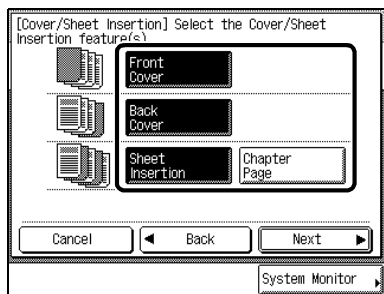 [Cover/Sheet Insertion] Select the Cover/Sheet
Insertion feature(s)
Front
Cover
Back
Cover
Sheet
Insertion
Chapter
Page
Cancel
Back
Next
System Monitor